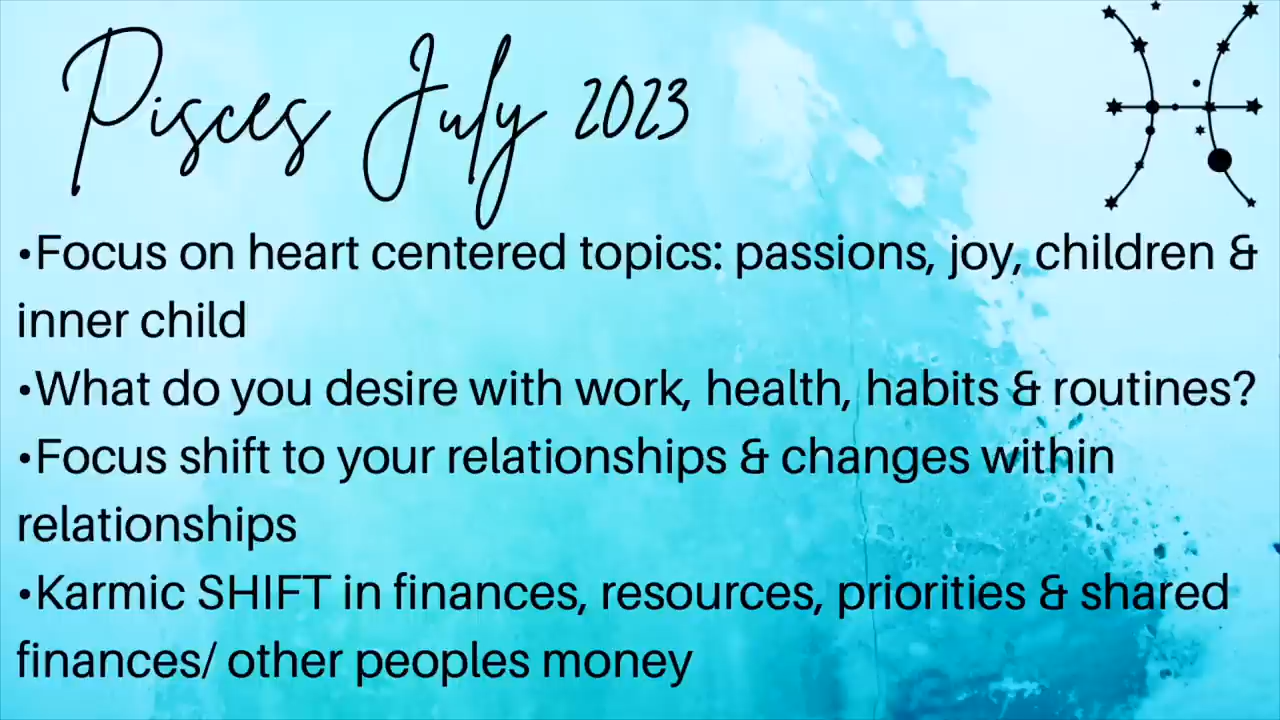 Pisces July 2023
•Focus on heart centered topics: passions, joy, children &
inner child
•What do you desire with work, health, habits & routines?
•Focus shift to your relationships & changes within
relationships
•Karmic SHIFT in finances, resources, priorities & shared
finances/ other peoples money